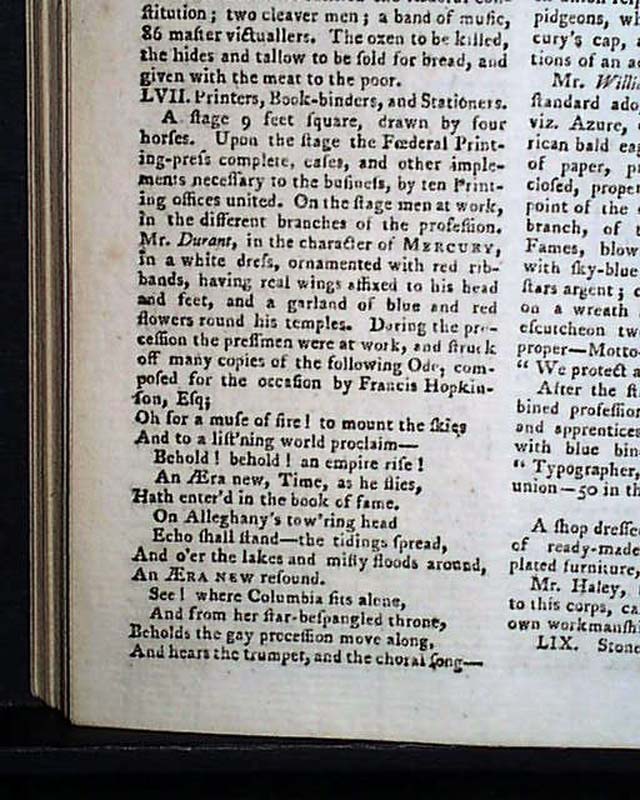 ſtitution; two cleaver men; a band of muſic,
86 maſter victuallers. The oxen to be killed,
the hides and tallow to be ſold for bread, and
given with the meat to the poor.
LVII. Printers, Book-binders, and Stationers.
A ſtage 9 feet ſquare, drawn by four
horſes. Upon the ſtage the Fœderal Print-
ing-preſs complete, caſes, and other imple-
ments neceſſary to the buſineſs, by ten Print-
ing offices united. On the ſtage men at work,
in the different branches of the profeſſion.
Mr. Durant, in the character of MERCURY,
in a white dreſs, ornamented with red rib-
bands, having real wings affixed to his head
and feet, and a garland of blue and red
flowers round his temples. During the pro-
ceſſion the preſſmen were at work, and ſtruck
off many copies of the following Ode, com-
poſed for the occaſion by Francis Hopkin-
ſon, Eſq;
Oh for a muſe of fire! to mount the ſkies
And to a liſt'ning world proclaim—
Behold! behold! an empire riſe!
An Æra new, Time, as he flies,
Hath enter'd in the book of fame.
On Alleghany's tow'ring head
Echo ſhall ſtand—the tidings ſpread,
And o'er the lakes and miſty floods around,
An ÆRA NEW reſound.
See! where Columbia ſits alone,
And from her ſtar-beſpangled throne,
Beholds the gay proceſſion move along,
And hears the trumpet, and the choral ſong—
pidgeons, wh
cury's cap, a
tions of an a
Mr. Willi
ſtandard ado
viz. Azure,
rican bald eag
of paper, p
cloſed, prope
point of the
branch, of t
Fames, blow
with ſky-blue
ſtars argent; c
on a wreath
eſcutcheon tw
proper—Motto
“ We protect a
After the ſt
bined profeſſio
and apprentices
with blue bin
“ Typographer,
union—50 in th
A ſhop dreſſe
of ready-made
plated furniture,
Mr. Haley,
to this corps, ca
own workmanſhi
LIX. Stone